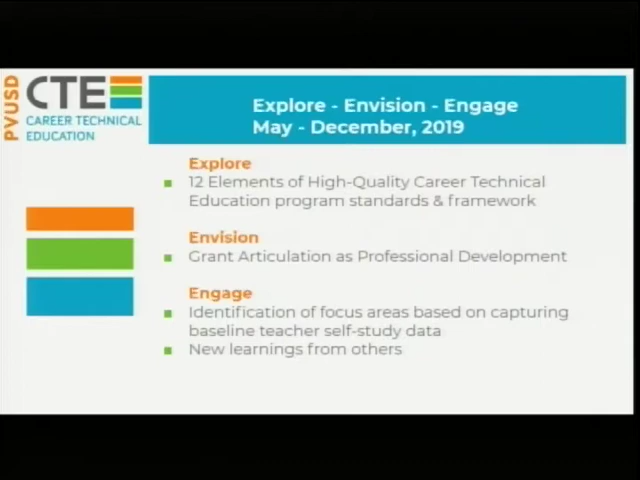 PVUSD
CTE
CAREER TECHNICAL
EDUCATION
Explore - Envision - Engage
May - December, 2019
Explore
12 Elements of High-Quality Career Technical
Education program standards & framework
Envision
Grant Articulation as Professional Development
Engage
Identification of focus areas based on capturing
baseline teacher self-study data
New learnings from others